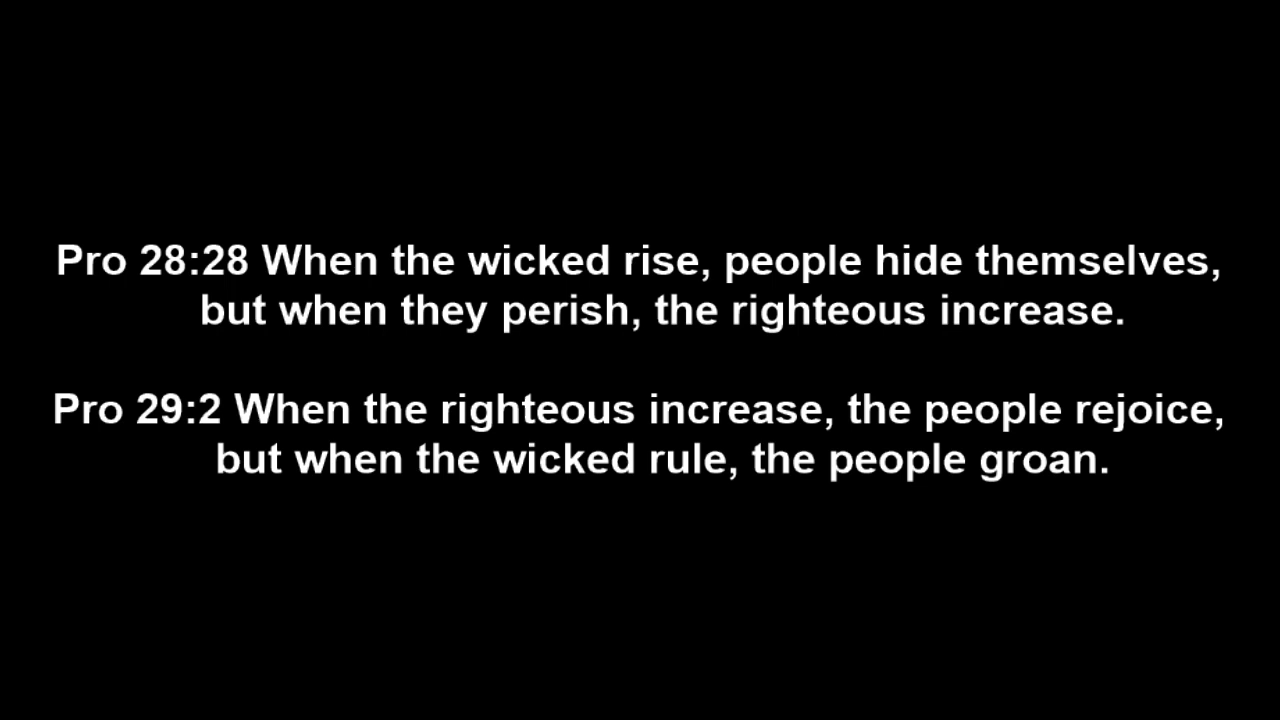 Pro 28:28 When the wicked rise, people hide themselves,
but when they perish, the righteous increase.
Pro 29:2 When the righteous increase, the people rejoice,
but when the wicked rule, the people groan.